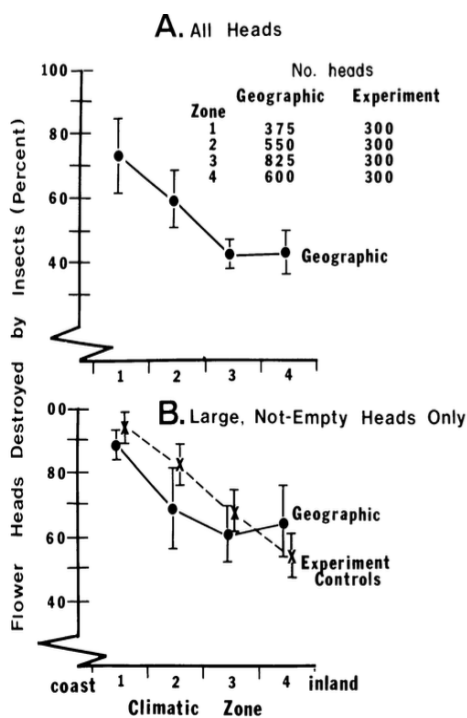 A. All Heads
No. heads
Geographic Experiment
Zone
1 375 300
2 550 300
3 825 300
4 600 300
100
80
60
40
Geographic
1 2 3 4
Flower Heads Destroyed by Insects (Percent)
B. Large, Not-Empty Heads Only
00
80
60
40
Geographic
Experiment
Controls
coast 1 2 3 4 inland
Climatic Zone